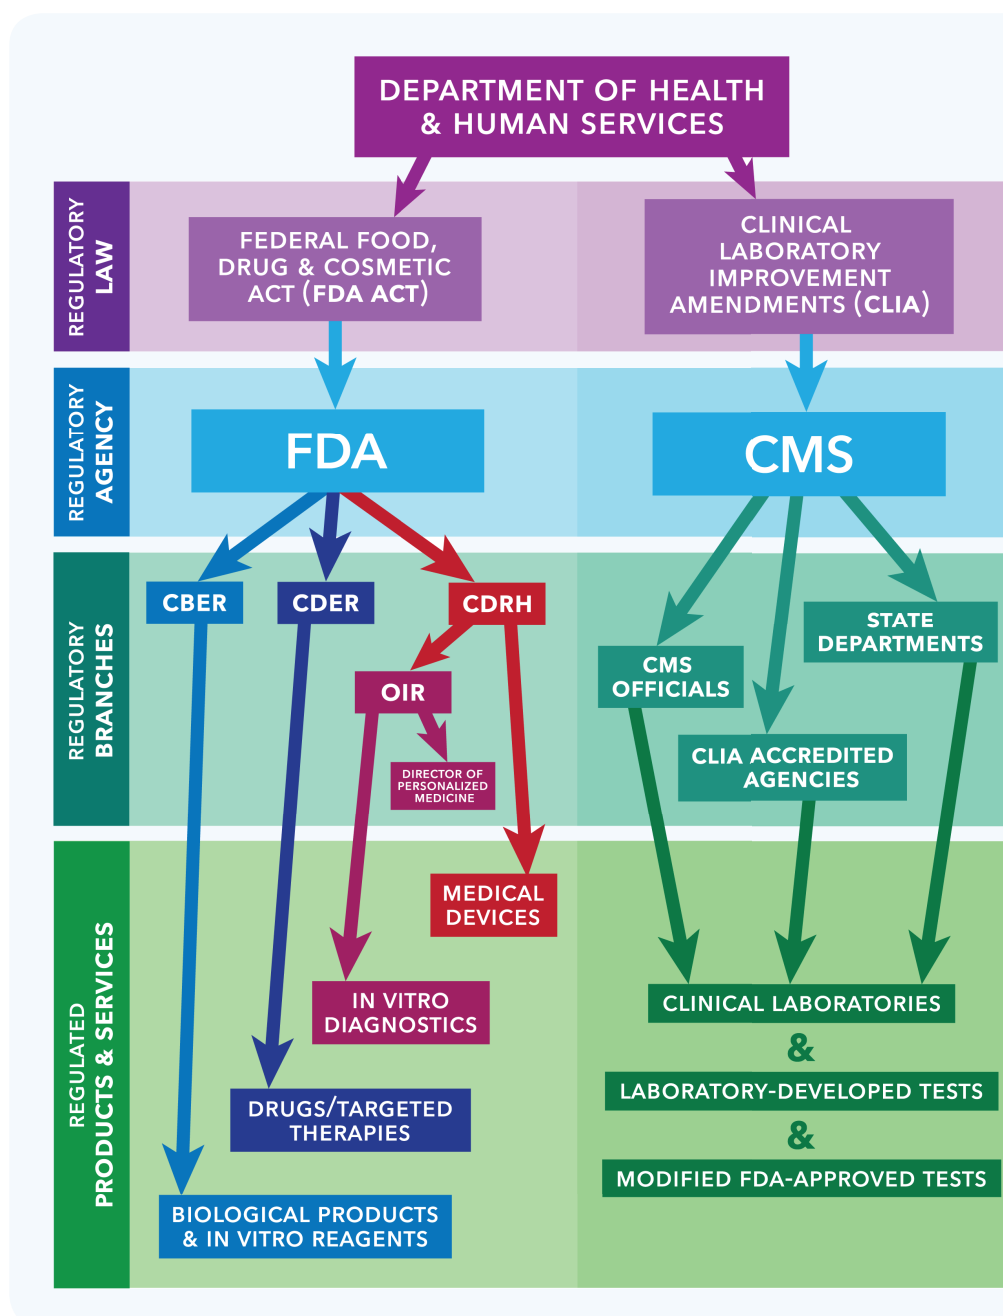 DEPARTMENT OF HEALTH
& HUMAN SERVICES
REGULATORY
LAW
FEDERAL FOOD,
DRUG & COSMETIC
ACT (FDA ACT)
CLINICAL
LABORATORY
IMPROVEMENT
AMENDMENTS (CLIA)
REGULATORY
AGENCY
FDA
CMS
REGULATORY
BRANCHES
CBER
CDER
CDRH
OIR
DIRECTOR OF
PERSONALIZED
MEDICINE
CMS
OFFICIALS
STATE
DEPARTMENTS
CLIA ACCREDITED
AGENCIES
REGULATED
PRODUCTS & SERVICES
MEDICAL
DEVICES
IN VITRO
DIAGNOSTICS
DRUGS/TARGETED
THERAPIES
BIOLOGICAL PRODUCTS
& IN VITRO REAGENTS
CLINICAL LABORATORIES
&
LABORATORY-DEVELOPED TESTS
&
MODIFIED FDA-APPROVED TESTS